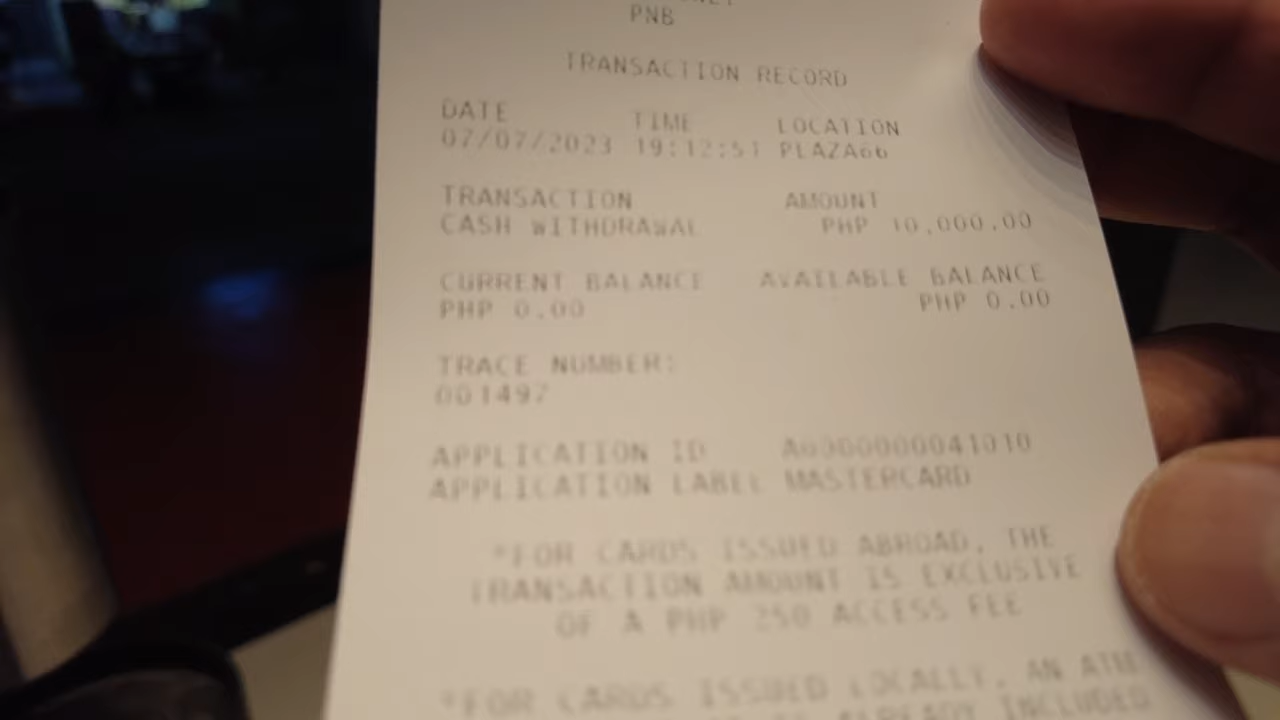 PNB
TRANSACTION RECORD
DATE TIME LOCATION
07/07/2023 19:12:51 PLAZA66
TRANSACTION AMOUNT
CASH WITHDRAWAL PHP 10,000.00
CURRENT BALANCE AVAILABLE BALANCE
PHP 0.00 PHP 0.00
TRACE NUMBER:
001497
APPLICATION ID A0000000041010
APPLICATION LABEL MASTERCARD
*FOR CARDS ISSUED ABROAD, THE
TRANSACTION AMOUNT IS EXCLUSIVE
OF A PHP 250 ACCESS FEE
*FOR CARDS ISSUED LOCALLY, AN ATM
ALREADY INCLUDED